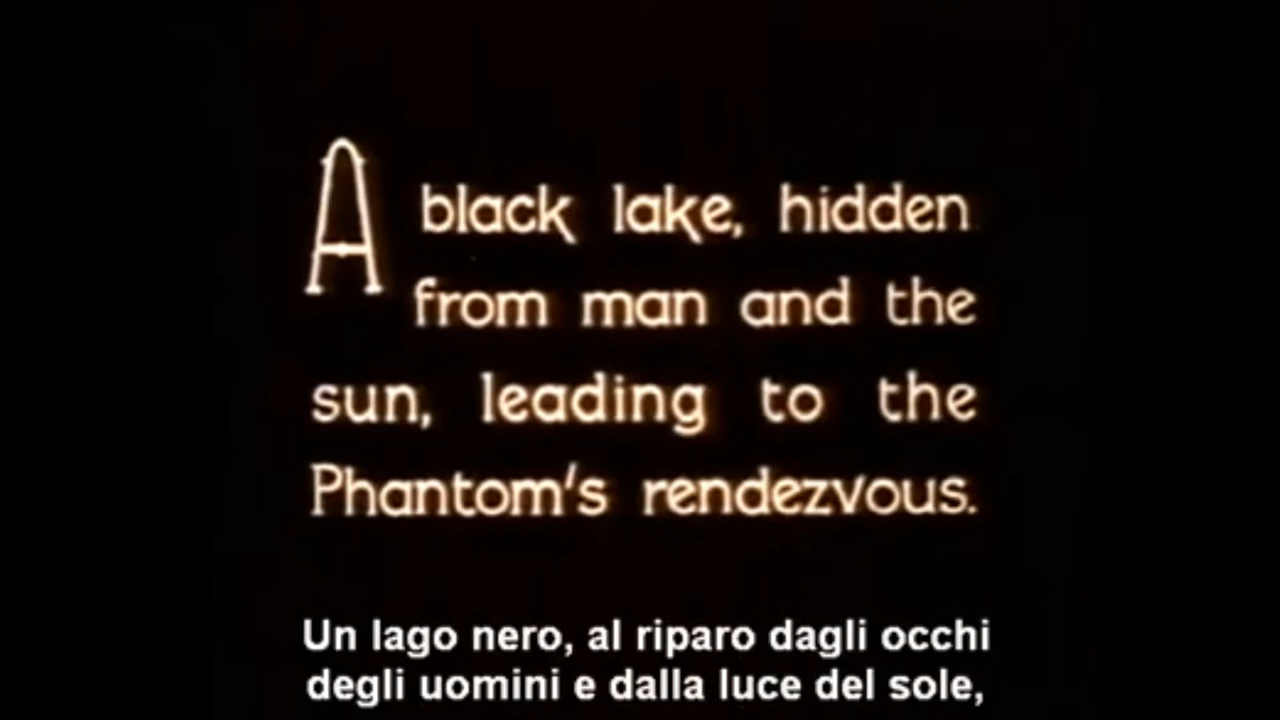 A black lake, hidden
from man and the
sun, leading to the
Phantom's rendezvous.
Un lago nero, al riparo dagli occhi
degli uomini e dalla luce del sole,